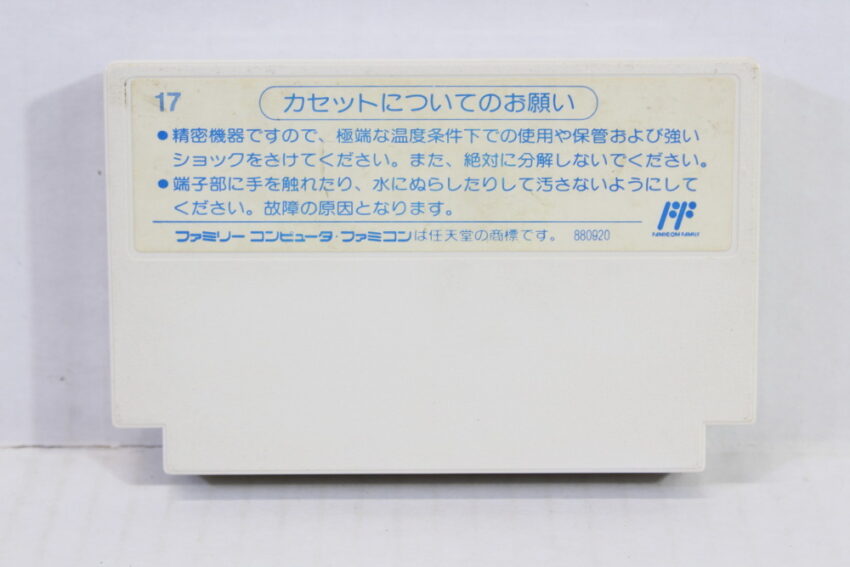 17
カセットについてのお願い
●精密機器ですので、極端な温度条件下での使用や保管および強い
ショックをさけてください。また、絶対に分解しないでください。
●端子部に手を触れたり、水にぬらしたりして汚さないようにして
ください。故障の原因となります。
FF
FAMICOM FAMILY
ファミリーコンピュータ・ファミコンは任天堂の商標です。 880920